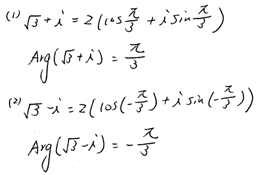 (1) √3 + i = 2(cos π/3 + i sin π/3)
Arg(√3 + i) = π/3
(2) √3 - i = 2(cos(-π/3) + i sin(-π/3))
Arg(√3 - i) = -π/3